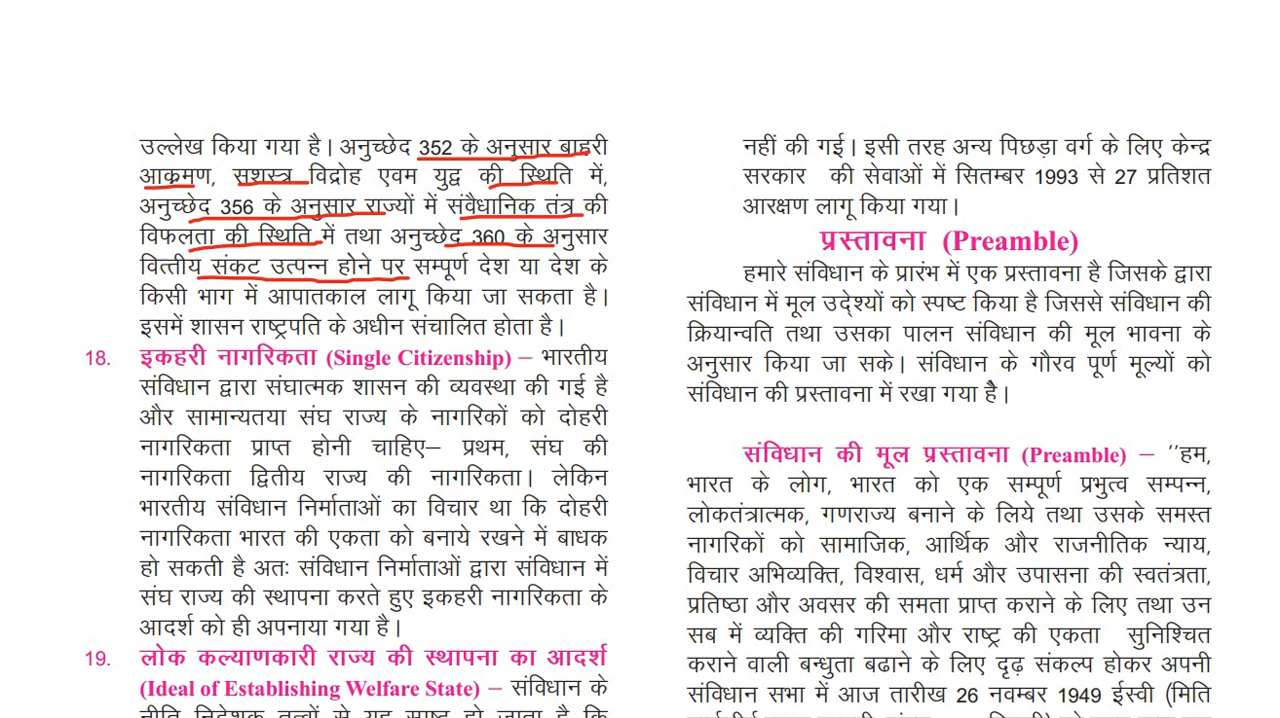 उल्लेख किया गया है। अनुच्छेद 352 के अनुसार बाहरी
आक्रमण, सशस्त्र विद्रोह एवम युद्व की स्थिति में,
अनुच्छेद 356 के अनुसार राज्यों में संवैधानिक तंत्र की
विफलता की स्थिति में तथा अनुच्छेद 360 के अनुसार
वित्तीय संकट उत्पन्न होने पर सम्पूर्ण देश या देश के
किसी भाग में आपातकाल लागू किया जा सकता है।
इसमें शासन राष्ट्रपति के अधीन संचालित होता है।
18. इकहरी नागरिकता (Single Citizenship) – भारतीय
संविधान द्वारा संघात्मक शासन की व्यवस्था की गई है
और सामान्यतया संघ राज्य के नागरिकों को दोहरी
नागरिकता प्राप्त होनी चाहिए– प्रथम, संघ की
नागरिकता द्वितीय राज्य की नागरिकता। लेकिन
भारतीय संविधान निर्माताओं का विचार था कि दोहरी
नागरिकता भारत की एकता को बनाये रखने में बाधक
हो सकती है अतः संविधान निर्माताओं द्वारा संविधान में
संघ राज्य की स्थापना करते हुए इकहरी नागरिकता के
आदर्श को ही अपनाया गया है।
19. लोक कल्याणकारी राज्य की स्थापना का आदर्श
(Ideal of Establishing Welfare State) – संविधान के
नीति निदेशक तत्वों से यह स्पष्ट हो जाता है कि
नहीं की गई। इसी तरह अन्य पिछड़ा वर्ग के लिए केन्द्र
सरकार की सेवाओं में सितम्बर 1993 से 27 प्रतिशत
आरक्षण लागू किया गया।
प्रस्तावना (Preamble)
हमारे संविधान के प्रारंभ में एक प्रस्तावना है जिसके द्वारा
संविधान में मूल उद्देश्यों को स्पष्ट किया है जिससे संविधान की
क्रियान्वति तथा उसका पालन संविधान की मूल भावना के
अनुसार किया जा सके। संविधान के गौरव पूर्ण मूल्यों को
संविधान की प्रस्तावना में रखा गया है।
संविधान की मूल प्रस्तावना (Preamble) – ''हम,
भारत के लोग, भारत को एक सम्पूर्ण प्रभुत्व सम्पन्न,
लोकतंत्रात्मक, गणराज्य बनाने के लिये तथा उसके समस्त
नागरिकों को सामाजिक, आर्थिक और राजनीतिक न्याय,
विचार अभिव्यक्ति, विश्वास, धर्म और उपासना की स्वतंत्रता,
प्रतिष्ठा और अवसर की समता प्राप्त कराने के लिए तथा उन
सब में व्यक्ति की गरिमा और राष्ट्र की एकता सुनिश्चित
कराने वाली बन्धुता बढाने के लिए दृढ़ संकल्प होकर अपनी
संविधान सभा में आज तारीख 26 नवम्बर 1949 ईस्वी (मिति